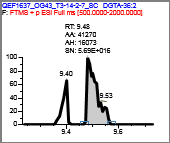 QEF1637_OG43_T3-14-2-7_SC DGTA-36:2
F: FTMS + p ESI Full ms [500.0000-2000.0000]
RT: 9.48
AA: 41270
AH: 16073
SN: 5.69E+016
100
80
60
40
20
0
9.40
9.53
9.4
9.6